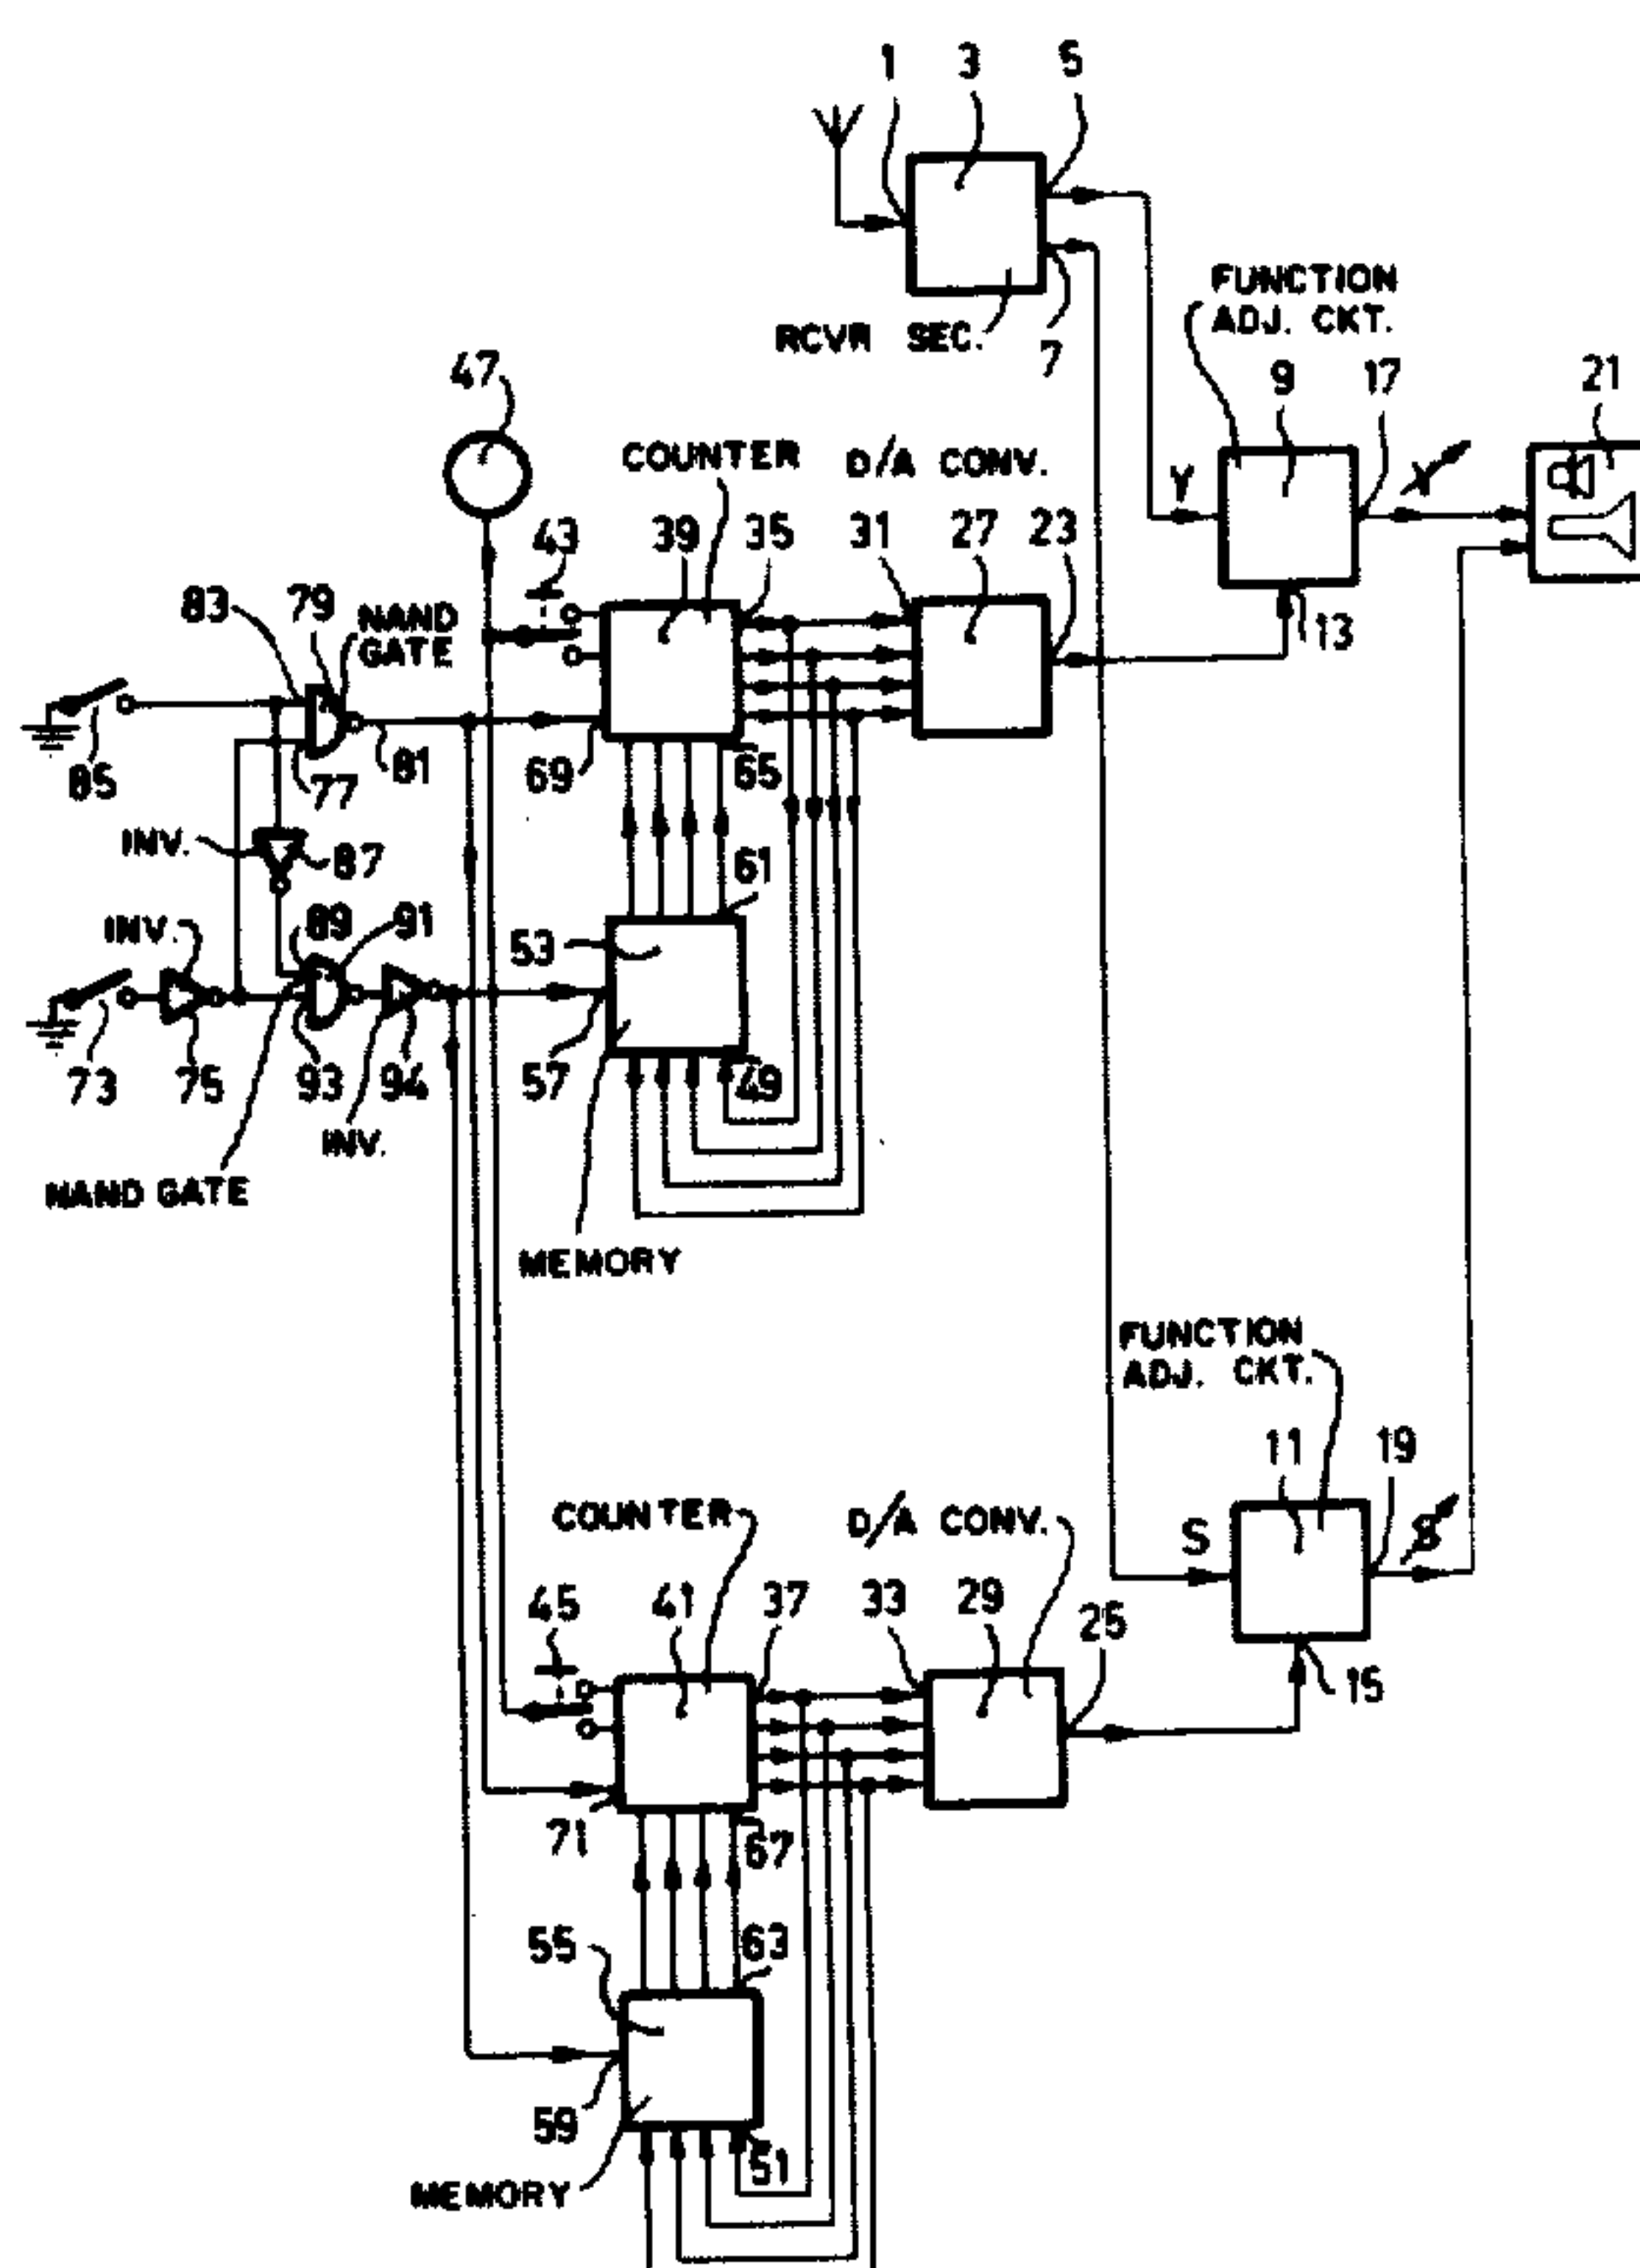 1 3 5
FUNCTION
ADJ. CKT.
RCVR SEC. 7
47 9 17 21
COUNTER D/A CONV.
Y
43 39 35 31 27 23
83 79 NAND
GATE
13
85 77 81 69 65
INV. 87 61
INV. 89 91 53
73 75 93 94 57 49
INV.
NAND GATE
MEMORY
FUNCTION
ADJ. CKT.
11 19
COUNTER D/A CONV.
S
45 41 37 33 29 25
15
71 67
55 63
59 51
MEMORY